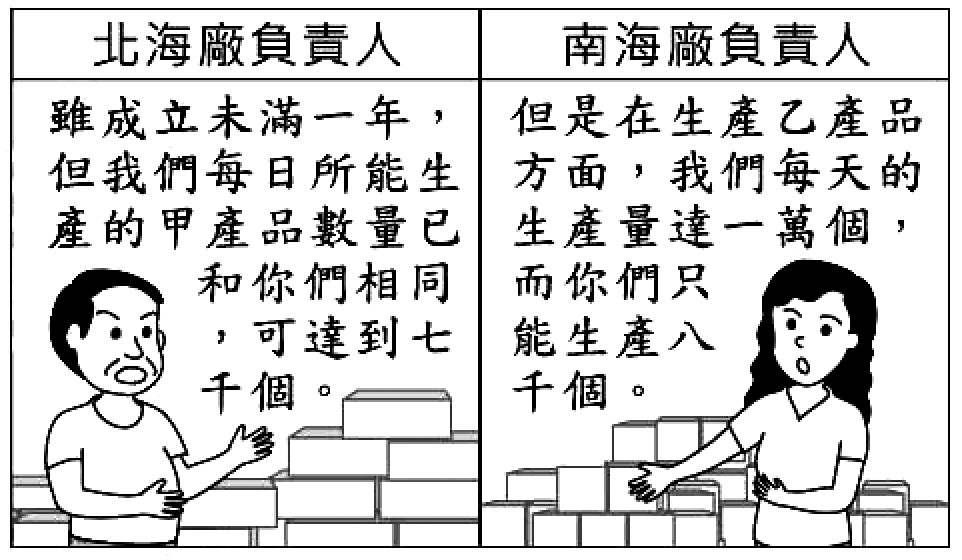 北海廠負責人
雖成立未滿一年，
但我們每日所能生
產的甲產品數量已
和你們相同
，可達到七
千個。
南海廠負責人
但是在生產乙產品
方面，我們每天的
生產量達一萬個，
而你們只
能生產八
千個。